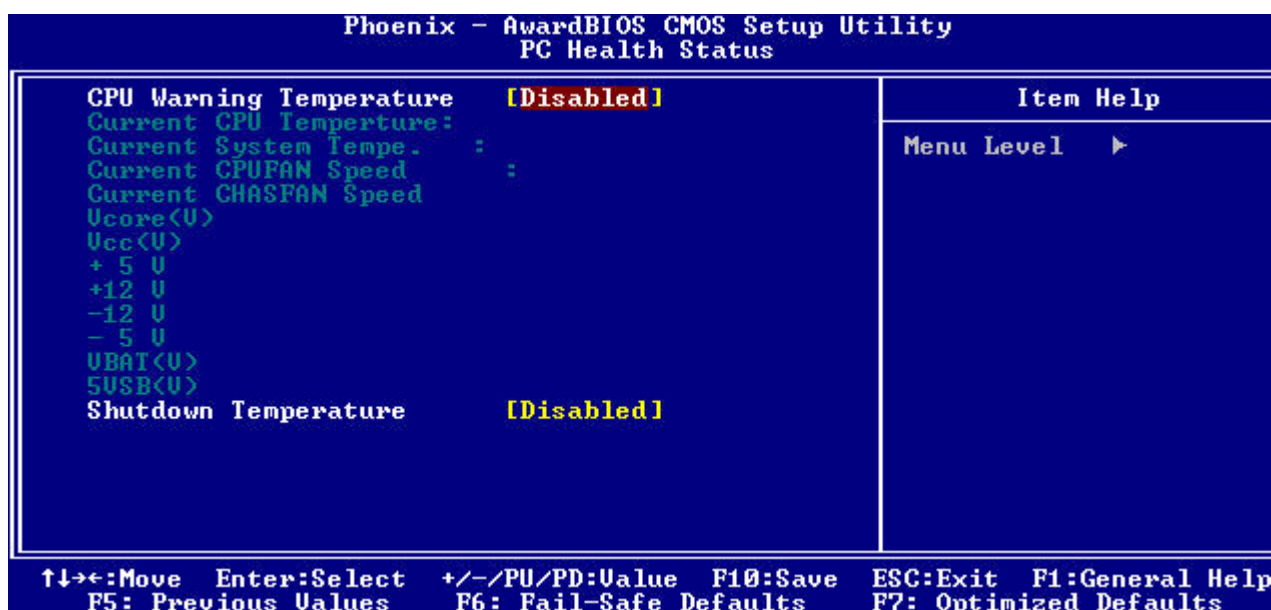 Phoenix - AwardBIOS CMOS Setup Utility
PC Health Status
CPU Warning Temperature [Disabled]
Current CPU Temperture:
Current System Tempe. :
Current CPUFAN Speed :
Current CHASFAN Speed
Vcore(V)
Vcc(V)
+ 5 V
+12 V
-12 V
- 5 V
VBAT(V)
5VSB(V)
Shutdown Temperature [Disabled]
Item Help
Menu Level ►
↑↓→←:Move Enter:Select +/-/PU/PD:Value F10:Save ESC:Exit F1:General Help
F5: Previous Values F6: Fail-Safe Defaults F7: Optimized Defaults